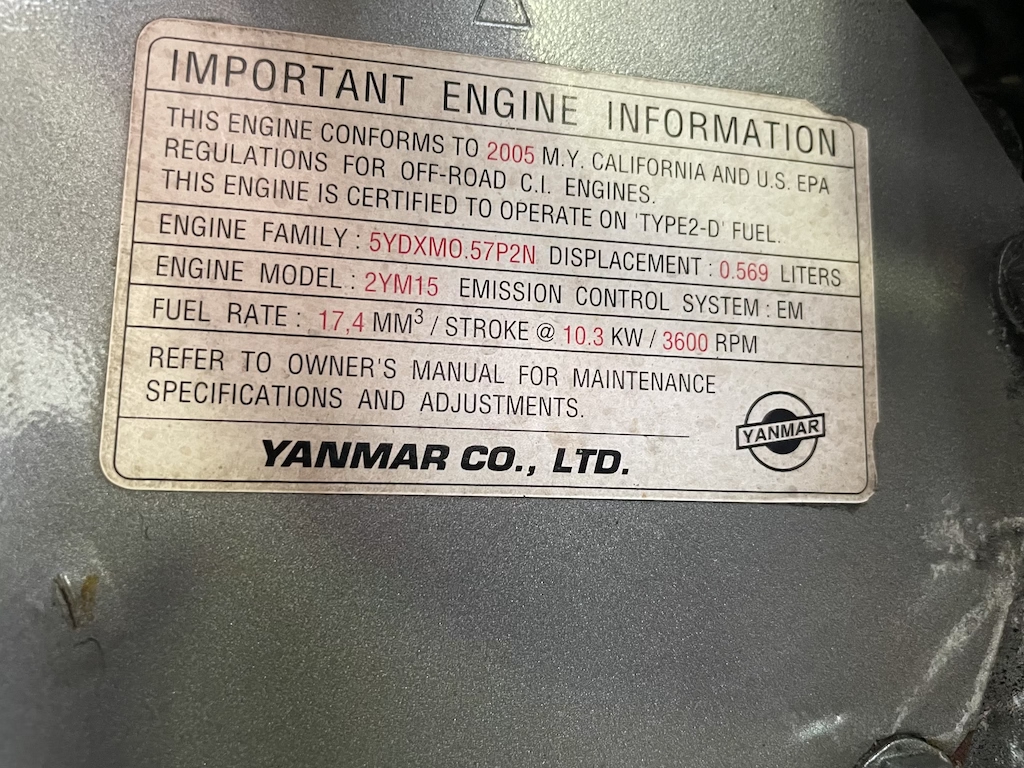 IMPORTANT ENGINE INFORMATION
THIS ENGINE CONFORMS TO 2005 M.Y. CALIFORNIA AND U.S. EPA
REGULATIONS FOR OFF-ROAD C.I. ENGINES.
THIS ENGINE IS CERTIFIED TO OPERATE ON 'TYPE2-D' FUEL.
ENGINE FAMILY : 5YDXM0.57P2N DISPLACEMENT : 0.569 LITERS
ENGINE MODEL : 2YM15 EMISSION CONTROL SYSTEM : EM
FUEL RATE : 17,4 MM³ / STROKE @ 10.3 KW / 3600 RPM
REFER TO OWNER'S MANUAL FOR MAINTENANCE
SPECIFICATIONS AND ADJUSTMENTS.
YANMAR
YANMAR CO., LTD.